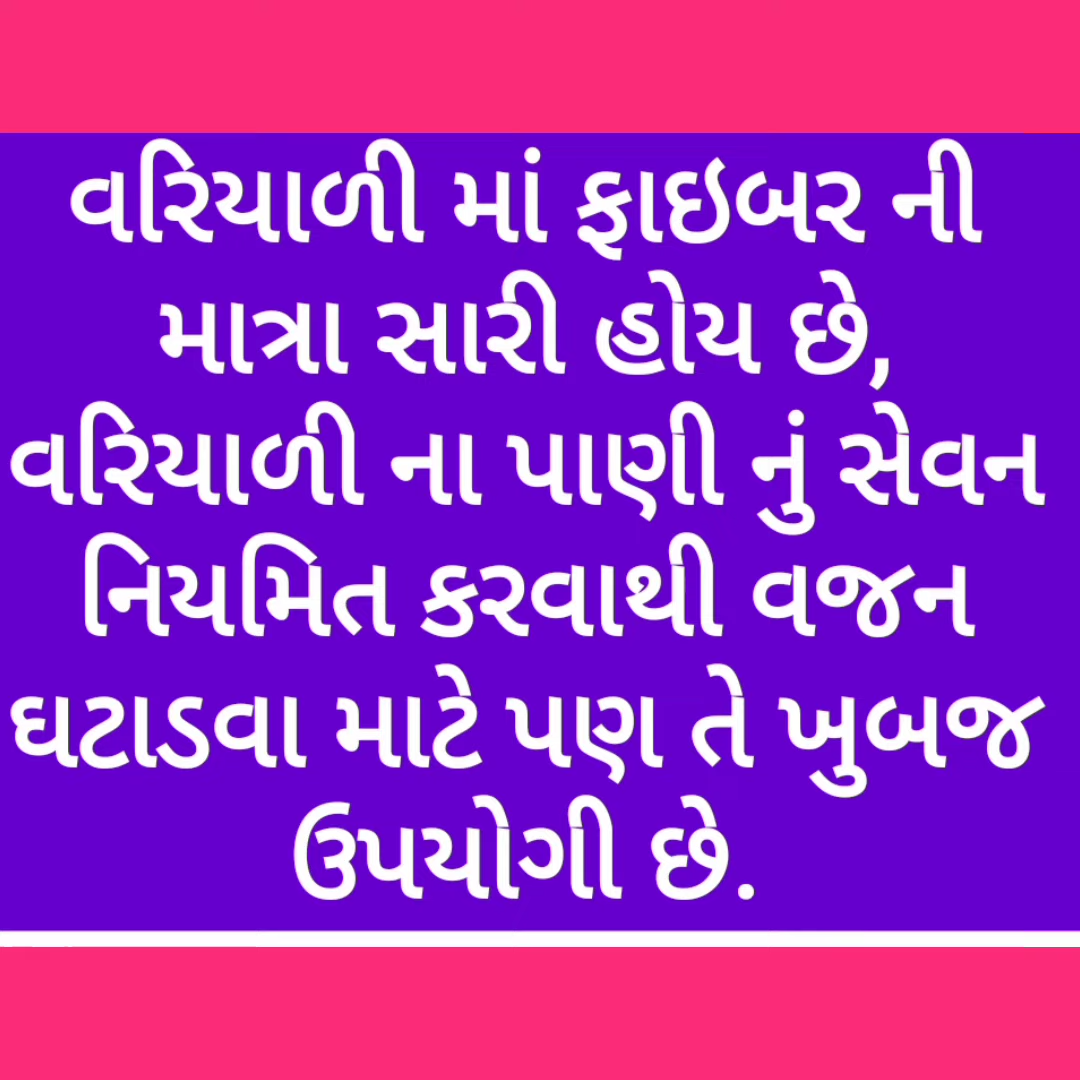 વરિયાળી માં ફાઇબર ની
માત્રા સારી હોય છે,
વરિયાળી ના પાણી નું સેવન
નિયમિત કરવાથી વજન
ઘટાડવા માટે પણ તે ખુબજ
ઉપયોગી છે.